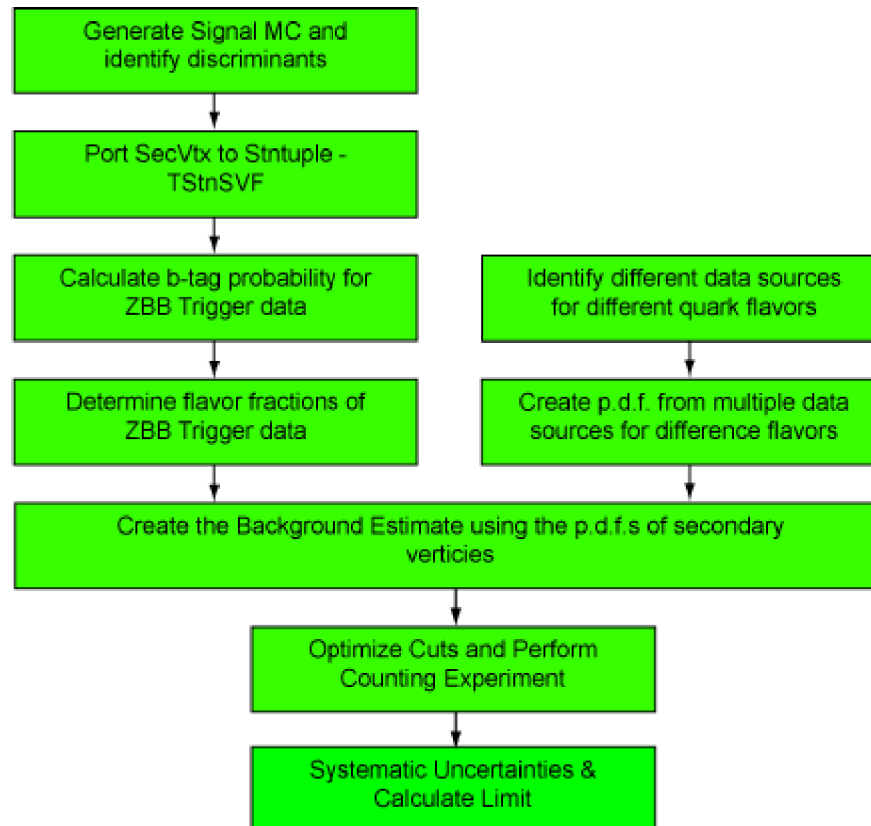 Generate Signal MC and
identify discriminants
Port SecVtx to Stntuple -
TStnSVF
Calculate b-tag probability for
ZBB Trigger data
Identify different data sources
for different quark flavors
Determine flavor fractions of
ZBB Trigger data
Create p.d.f. from multiple data
sources for difference flavors
Create the Background Estimate using the p.d.f.s of secondary
verticies
Optimize Cuts and Perform
Counting Experiment
Systematic Uncertainties &
Calculate Limit